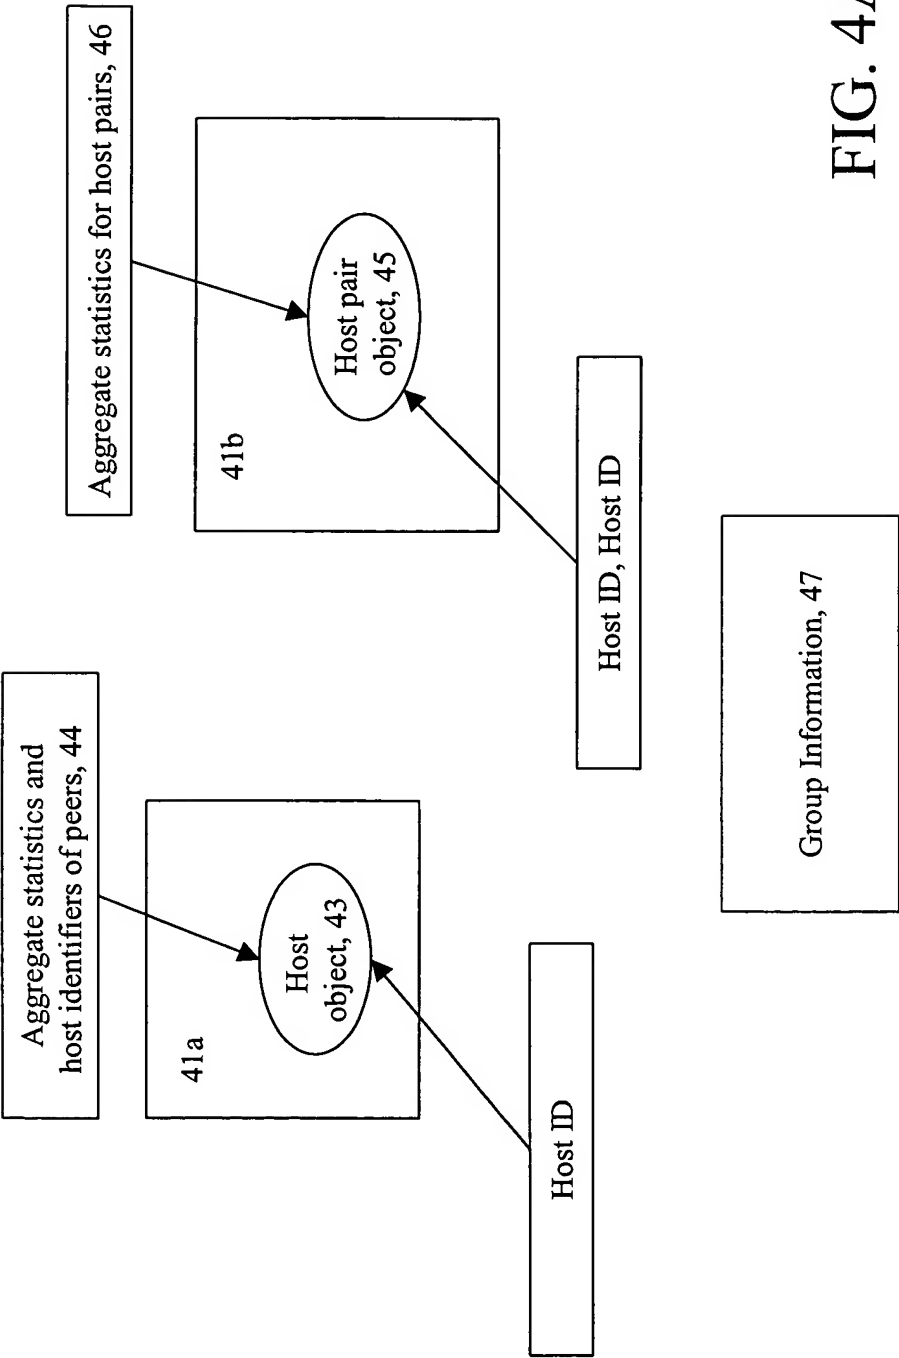 Aggregate statistics and
host identifiers of peers, 44
41a
Host
object, 43
Host ID
Aggregate statistics for host pairs, 46
41b
Host pair
object, 45
Host ID, Host ID
Group Information, 47
FIG. 4A